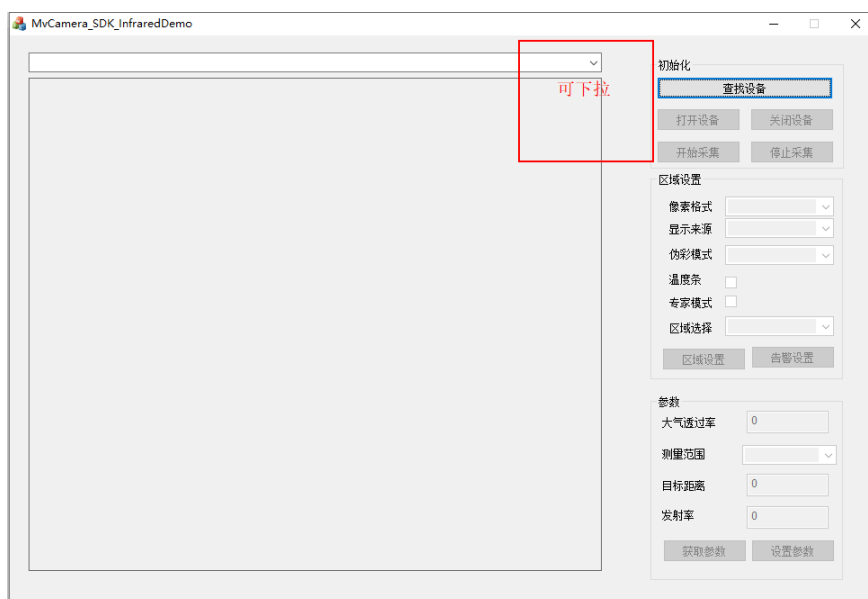 MvCamera_SDK_InfraredDemo
可下拉
初始化
查找设备
打开设备 关闭设备
开始采集 停止采集
区域设置
像素格式
显示来源
伪彩模式
温度条
专家模式
区域选择
区域设置 告警设置
参数
大气透过率 0
测量范围
目标距离 0
发射率 0
获取参数 设置参数